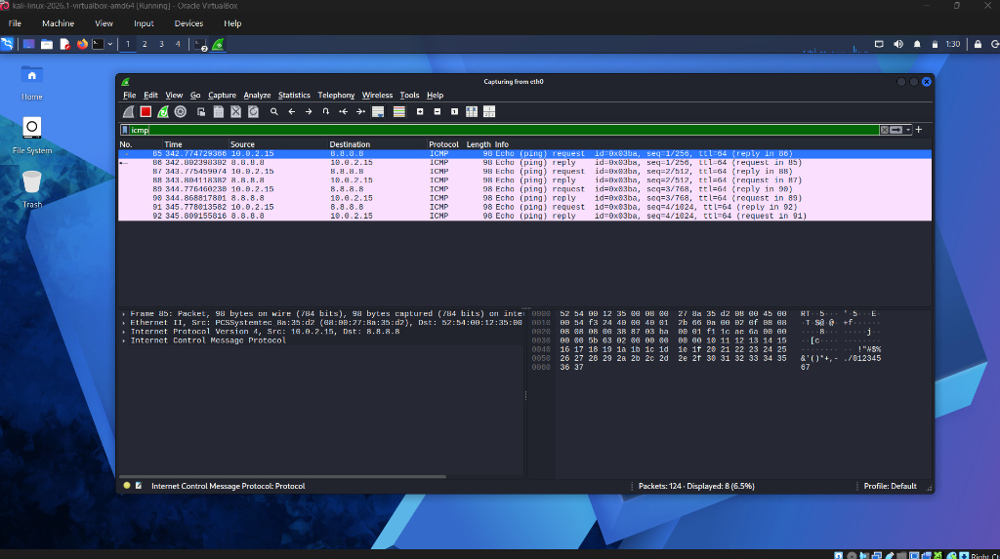 kali-linux-2026.1-virtualbox-amd64 [Running] - Oracle VirtualBox
File Machine View Input Devices Help
1 2 3 4 1:30
Home
File System
Trash
Capturing from eth0
File Edit View Go Capture Analyze Statistics Telephony Wireless Tools Help
icmp
No. Time Source Destination Protocol Length Info
85 342.774729366 10.0.2.15 8.8.8.8 ICMP 98 Echo (ping) request id=0x03ba, seq=1/256, ttl=64 (reply in 86)
86 342.802398302 8.8.8.8 10.0.2.15 ICMP 98 Echo (ping) reply id=0x03ba, seq=1/256, ttl=64 (request in 85)
87 343.775459074 10.0.2.15 8.8.8.8 ICMP 98 Echo (ping) request id=0x03ba, seq=2/512, ttl=64 (reply in 88)
88 343.804118382 8.8.8.8 10.0.2.15 ICMP 98 Echo (ping) reply id=0x03ba, seq=2/512, ttl=64 (request in 87)
89 344.776460230 10.0.2.15 8.8.8.8 ICMP 98 Echo (ping) request id=0x03ba, seq=3/768, ttl=64 (reply in 90)
90 344.868817801 8.8.8.8 10.0.2.15 ICMP 98 Echo (ping) reply id=0x03ba, seq=3/768, ttl=64 (request in 89)
91 345.778013582 10.0.2.15 8.8.8.8 ICMP 98 Echo (ping) request id=0x03ba, seq=4/1024, ttl=64 (reply in 92)
92 345.809155816 8.8.8.8 10.0.2.15 ICMP 98 Echo (ping) reply id=0x03ba, seq=4/1024, ttl=64 (request in 91)
Frame 85: Packet, 98 bytes on wire (784 bits), 98 bytes captured (784 bits) on inte
Ethernet II, Src: PCSSystemtec_8a:35:d2 (08:00:27:8a:35:d2), Dst: 52:54:00:12:35:00
Internet Protocol Version 4, Src: 10.0.2.15, Dst: 8.8.8.8
Internet Control Message Protocol
0000 52 54 00 12 35 00 08 00 27 8a 35 d2 08 00 45 00 RT··5···'·5···E·
0010 00 54 f3 24 40 00 40 01 2b 66 0a 00 02 0f 08 08 ·T·$@·@·+f······
0020 08 08 08 00 38 87 03 ba 00 01 f1 1c ae 6a 00 00 ····8········j··
0030 00 00 5b 63 02 00 00 00 00 00 10 11 12 13 14 15 ··[c············
0040 16 17 18 19 1a 1b 1c 1d 1e 1f 20 21 22 23 24 25 ·········· !"#$%
0050 26 27 28 29 2a 2b 2c 2d 2e 2f 30 31 32 33 34 35 &'()*+,-./012345
0060 36 37 67
Internet Control Message Protocol: Protocol Packets: 124 · Displayed: 8 (6.5%) Profile: Default
Right Ct